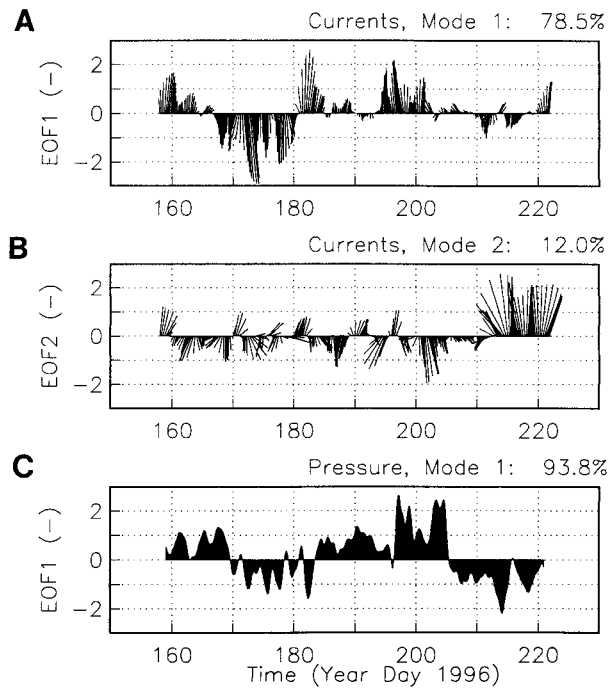 A
Currents, Mode 1: 78.5%
EOF1 (-)
2
0
-2
160 180 200 220
B
Currents, Mode 2: 12.0%
EOF2 (-)
2
0
-2
160 180 200 220
C
Pressure, Mode 1: 93.8%
EOF1 (-)
2
0
-2
160 180 200 220
Time (Year Day 1996)